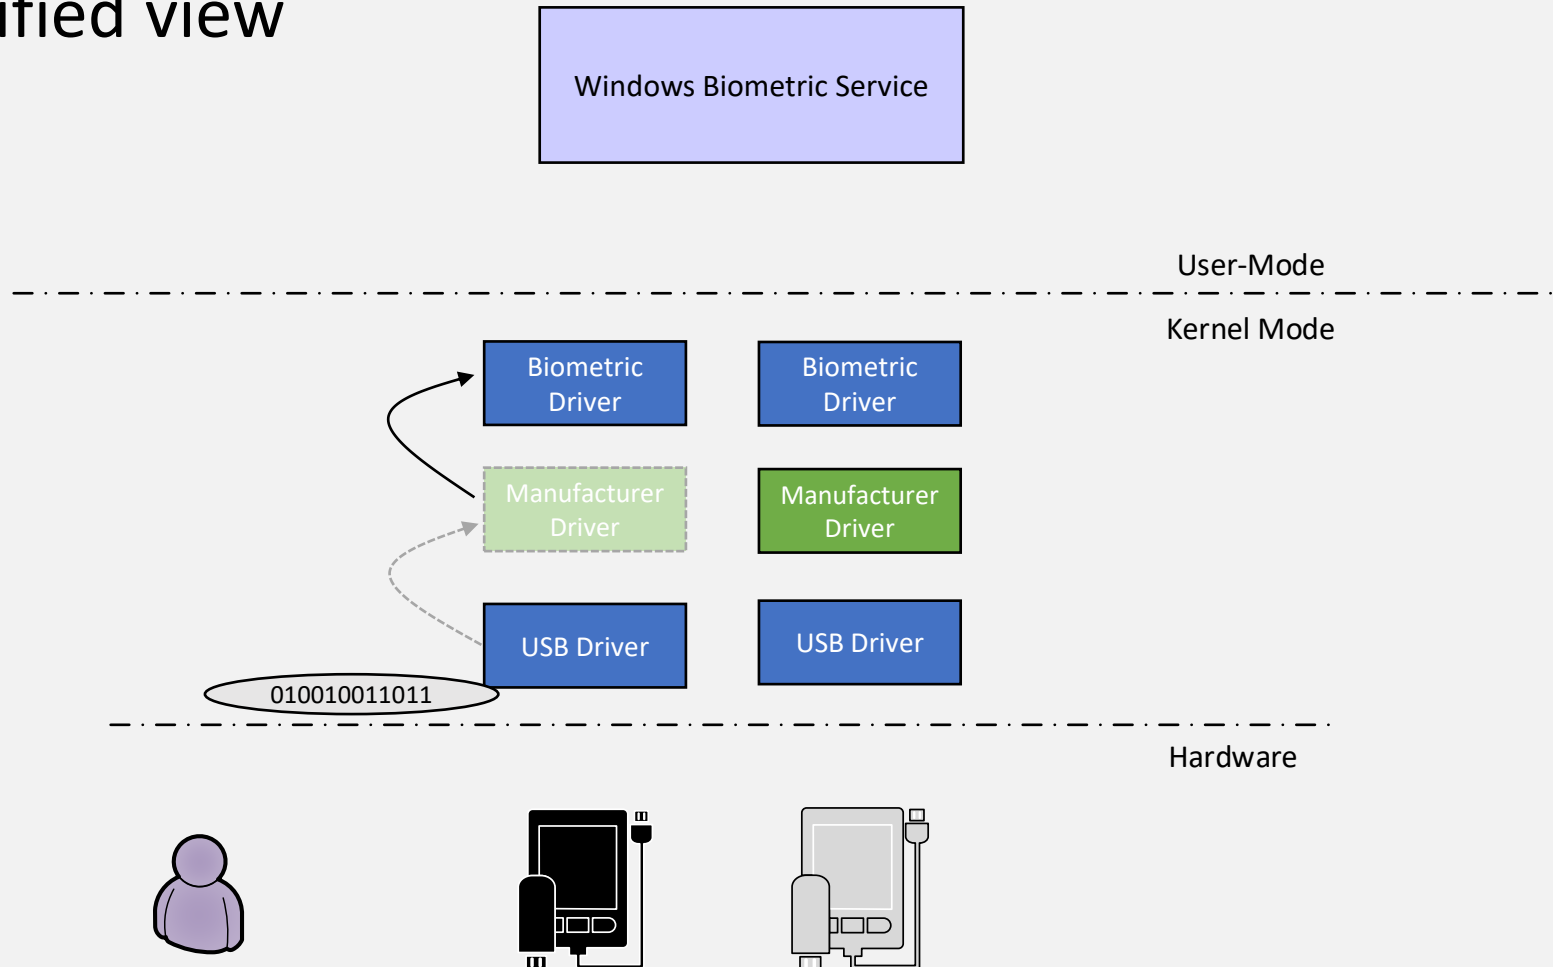 ified view
Windows Biometric Service
User-Mode
Kernel Mode
Biometric
Driver
Biometric
Driver
Manufacturer
Driver
Manufacturer
Driver
USB Driver
USB Driver
010010011011
Hardware